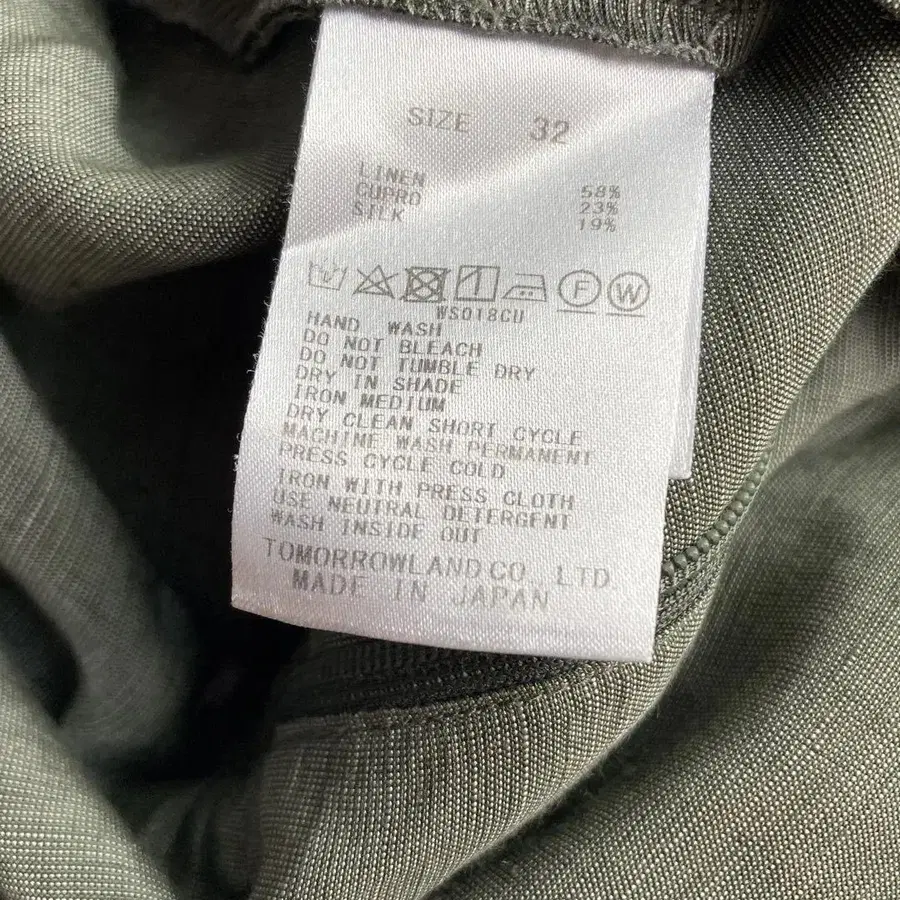 SIZE 32
LINEN 58%
CUPRO 23%
SILK 19%
F W
WS018CU
HAND WASH
DO NOT BLEACH
DO NOT TUMBLE DRY
DRY IN SHADE
IRON MEDIUM
DRY CLEAN SHORT CYCLE
MACHINE WASH PERMANENT
PRESS CYCLE COLD
IRON WITH PRESS CLOTH
USE NEUTRAL DETERGENT
WASH INSIDE OUT
TOMORROWLAND CO., LTD.
MADE IN JAPAN